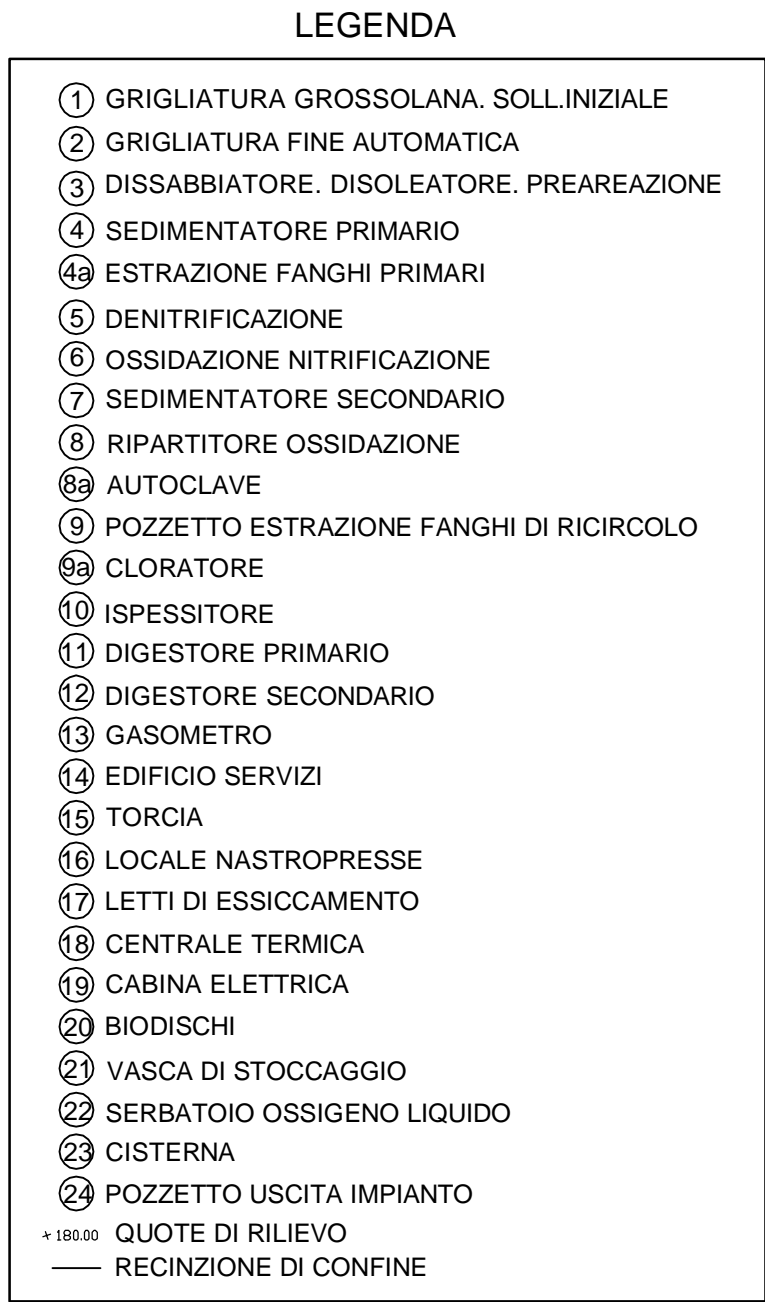 LEGENDA
1 GRIGLIATURA GROSSOLANA. SOLL.INIZIALE
2 GRIGLIATURA FINE AUTOMATICA
3 DISSABBIATORE. DISOLEATORE. PREAREAZIONE
4 SEDIMENTATORE PRIMARIO
4a ESTRAZIONE FANGHI PRIMARI
5 DENITRIFICAZIONE
6 OSSIDAZIONE NITRIFICAZIONE
7 SEDIMENTATORE SECONDARIO
8 RIPARTITORE OSSIDAZIONE
8a AUTOCLAVE
9 POZZETTO ESTRAZIONE FANGHI DI RICIRCOLO
9a CLORATORE
10 ISPESSITORE
11 DIGESTORE PRIMARIO
12 DIGESTORE SECONDARIO
13 GASOMETRO
14 EDIFICIO SERVIZI
15 TORCIA
16 LOCALE NASTROPRESSE
17 LETTI DI ESSICCAMENTO
18 CENTRALE TERMICA
19 CABINA ELETTRICA
20 BIODISCHI
21 VASCA DI STOCCAGGIO
22 SERBATOIO OSSIGENO LIQUIDO
23 CISTERNA
24 POZZETTO USCITA IMPIANTO
+ 180.00 QUOTE DI RILIEVO
RECINZIONE DI CONFINE